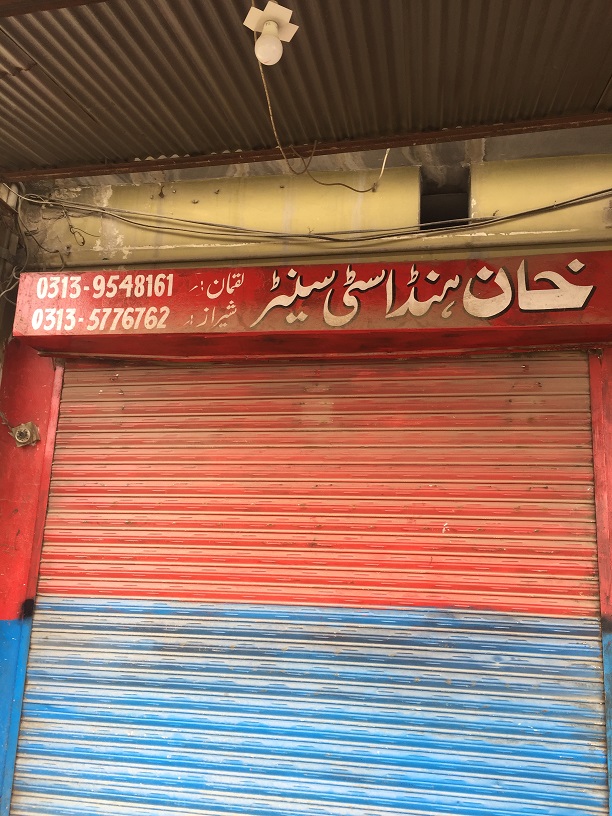 خان ہنڈا سٹی سینٹر
لقمان 0313-9548161
شیراز 0313-5776762